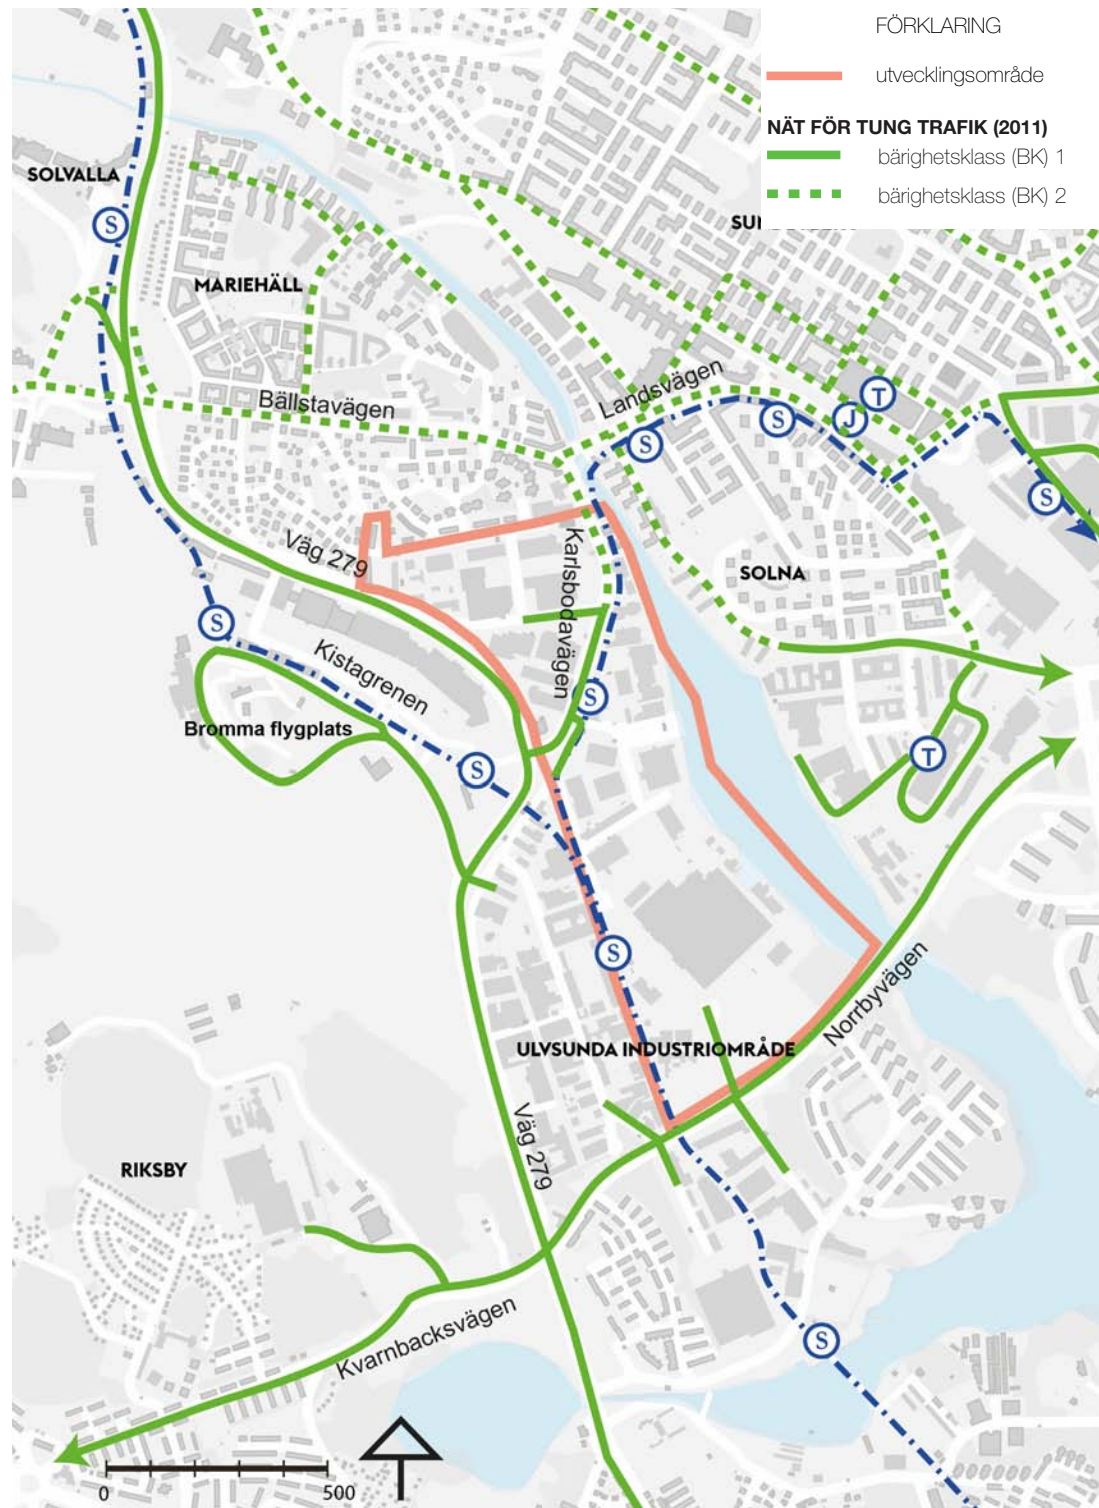 FÖRKLARING
utvecklingsområde
NÄT FÖR TUNG TRAFIK (2011)
bärighetsklass (BK) 1
bärighetsklass (BK) 2
SOLVALLA
S
SU
MARIEHÄLL
Landsvägen
T
J
S
S
Bällstavägen
S
Karlsbodavägen
Väg 279
SOLNA
S
Kistagrenen
S
Bromma flygplats
T
S
S
Norrbyvägen
ULVSUNDA INDUSTRIOMRÅDE
Väg 279
RIKSBY
Kvarnbacksvägen
S
0 500